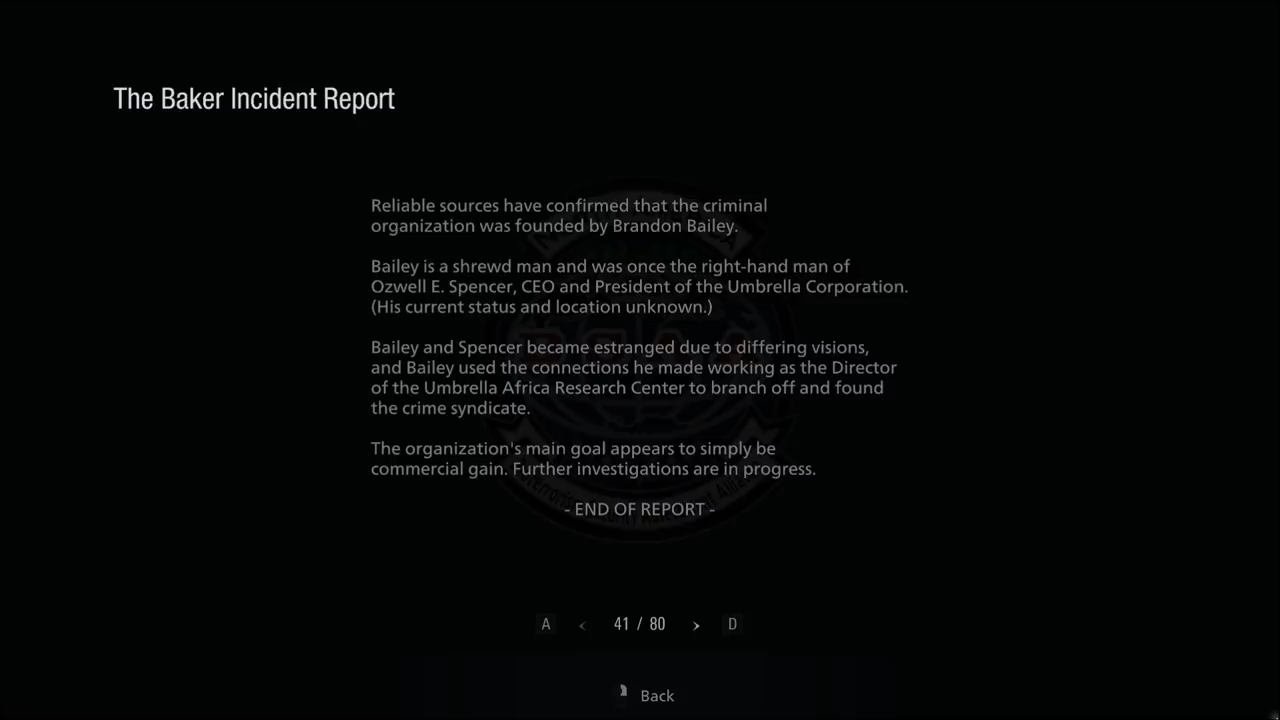 The Baker Incident Report
Reliable sources have confirmed that the criminal
organization was founded by Brandon Bailey.
Bailey is a shrewd man and was once the right-hand man of
Ozwell E. Spencer, CEO and President of the Umbrella Corporation.
(His current status and location unknown.)
Bailey and Spencer became estranged due to differing visions,
and Bailey used the connections he made working as the Director
of the Umbrella Africa Research Center to branch off and found
the crime syndicate.
The organization's main goal appears to simply be
commercial gain. Further investigations are in progress.
- END OF REPORT -
A < 41 / 80 > D
Back